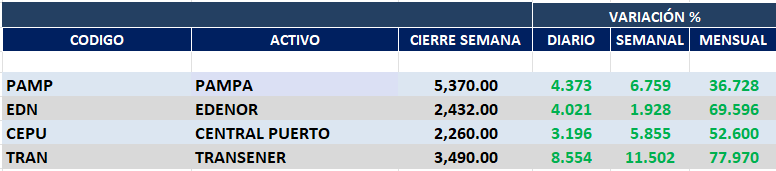 VARIACIÓN %
CODIGO ACTIVO CIERRE SEMANA DIARIO SEMANAL MENSUAL
PAMP PAMPA 5,370.00 4.373 6.759 36.728
EDN EDENOR 2,432.00 4.021 1.928 69.596
CEPU CENTRAL PUERTO 2,260.00 3.196 5.855 52.600
TRAN TRANSENER 3,490.00 8.554 11.502 77.970